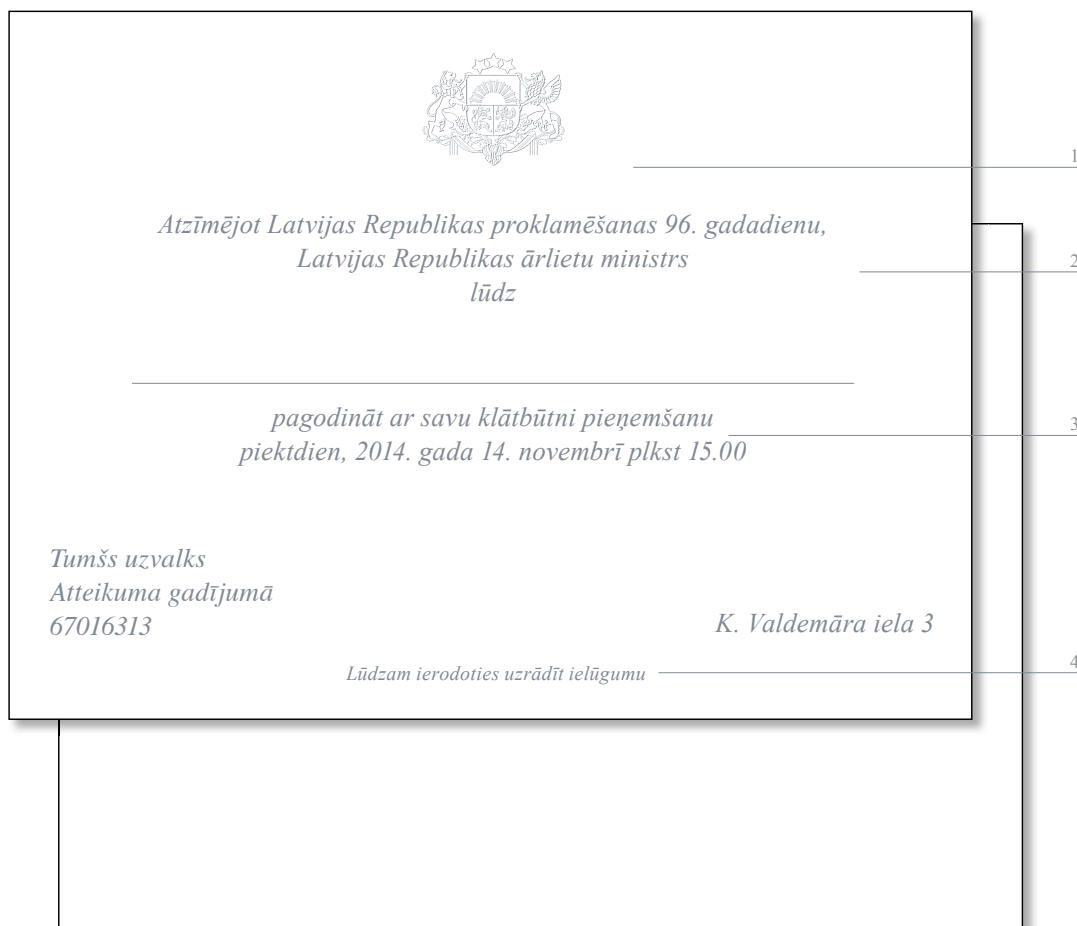 1
Atzīmējot Latvijas Republikas proklamēšanas 96. gadadienu,
Latvijas Republikas ārlietu ministrs
2
lūdz
pagodināt ar savu klātbūtni pieņemšanu
3
piektdien, 2014. gada 14. novembrī plkst 15.00
Tumšs uzvalks
Atteikuma gadījumā
67016313
K. Valdemāra iela 3
Lūdzam ierodoties uzrādīt ielūgumu
4